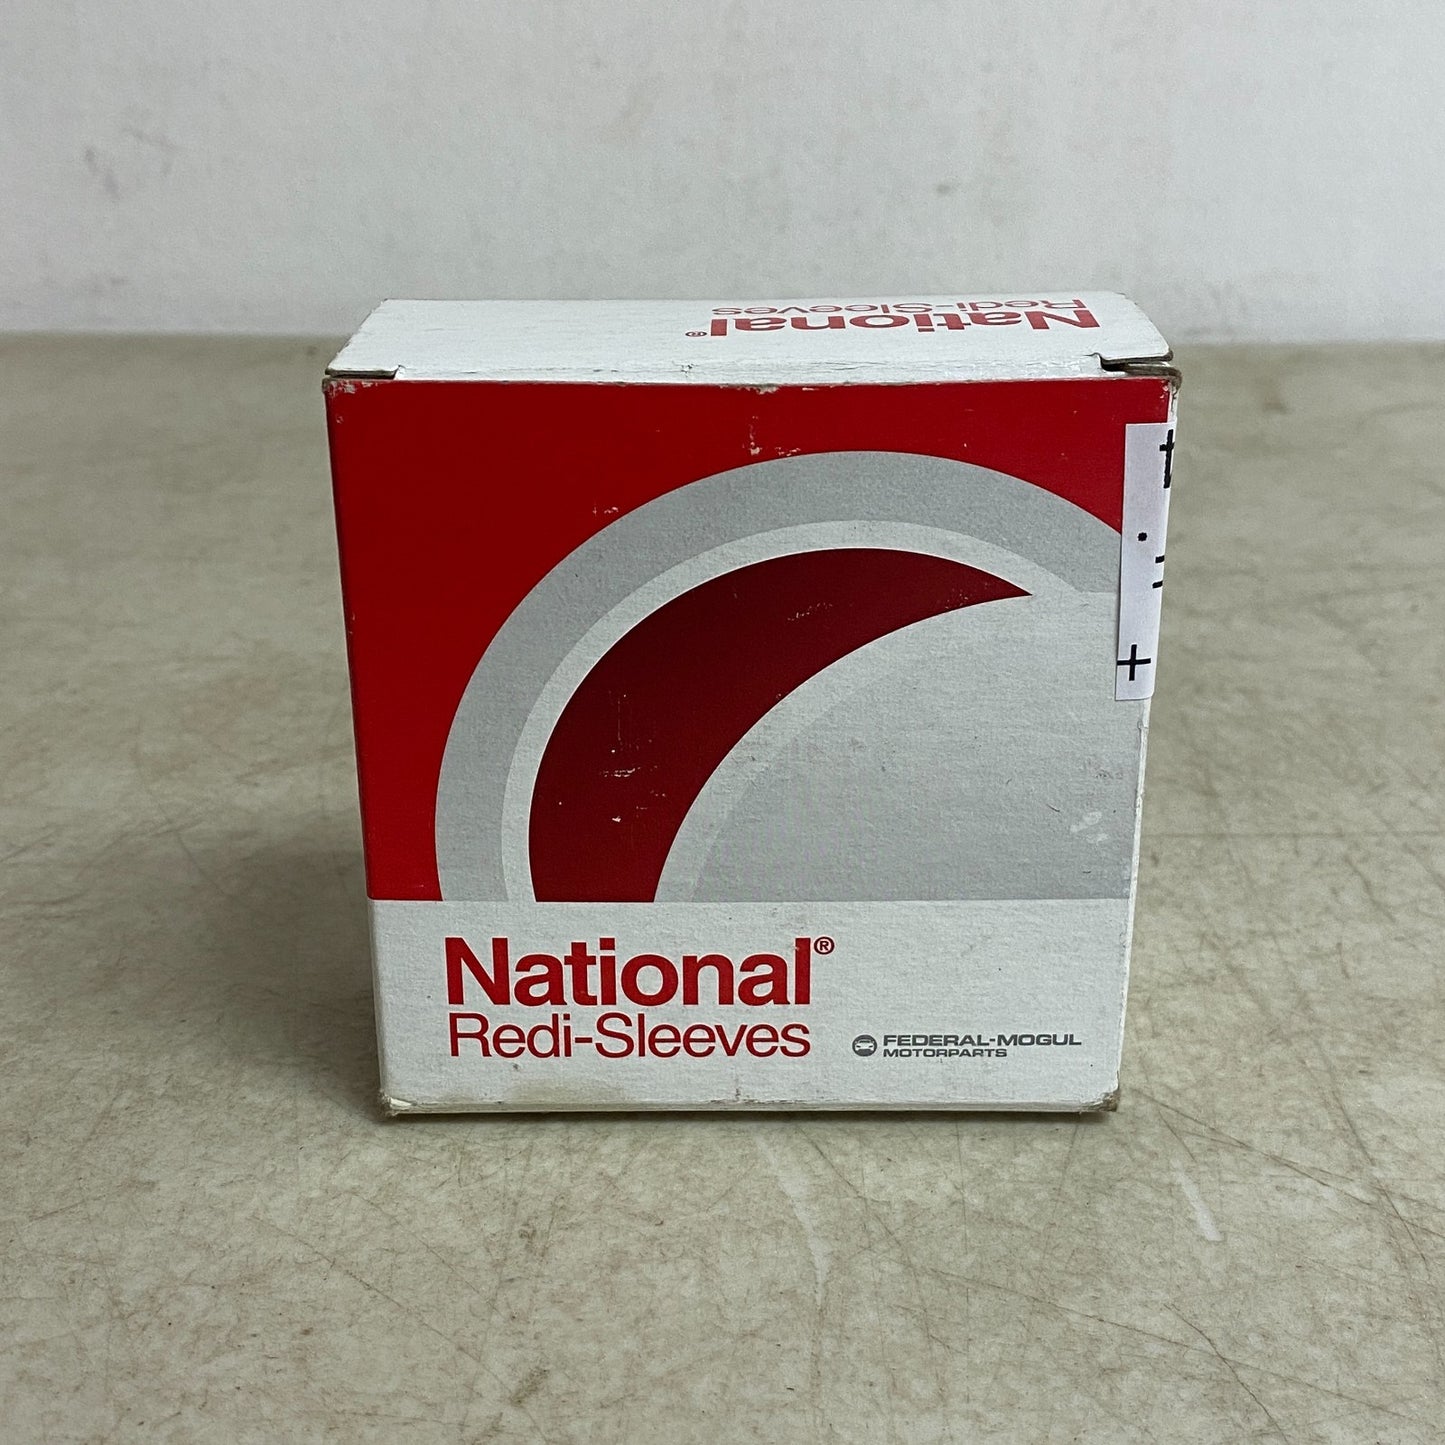 National®
Redi-Sleeves
National®
Redi-Sleeves
FEDERAL-MOGUL
MOTORPARTS
+